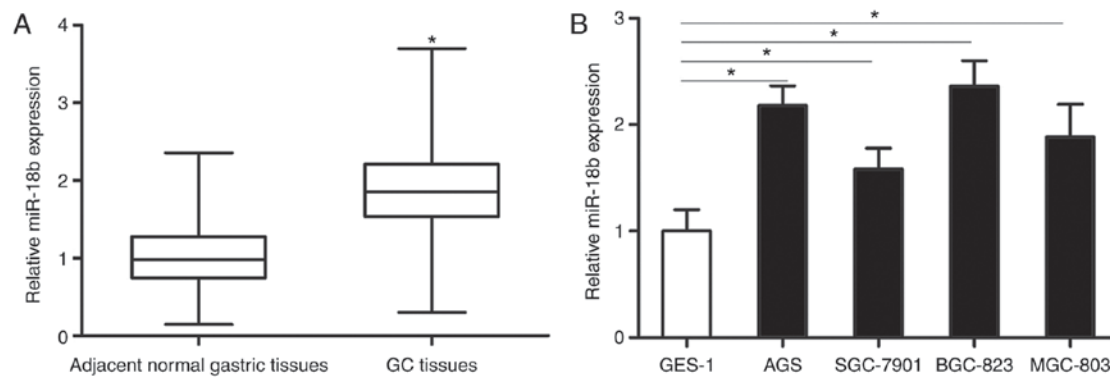 A
Relative miR-18b expression
4
3
2
1
0
*
Adjacent normal gastric tissues GC tissues
B
Relative miR-18b expression
3
2
1
0
*
*
*
*
GES-1 AGS SGC-7901 BGC-823 MGC-803